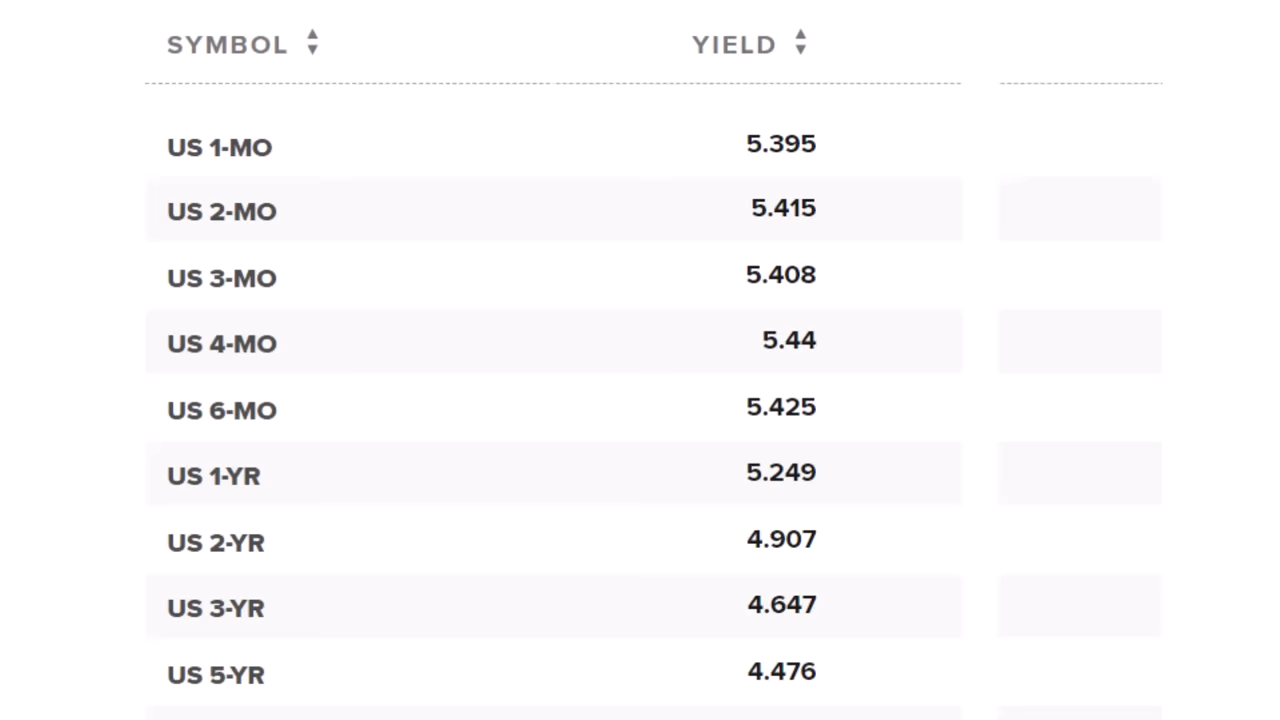 SYMBOL YIELD
US 1-MO 5.395
US 2-MO 5.415
US 3-MO 5.408
US 4-MO 5.44
US 6-MO 5.425
US 1-YR 5.249
US 2-YR 4.907
US 3-YR 4.647
US 5-YR 4.476